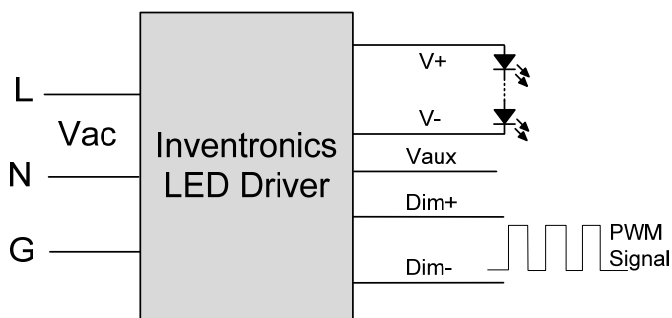 L
Vac
N
G
Inventronics
LED Driver
V+
V-
Vaux
Dim+
Dim-
PWM
Signal